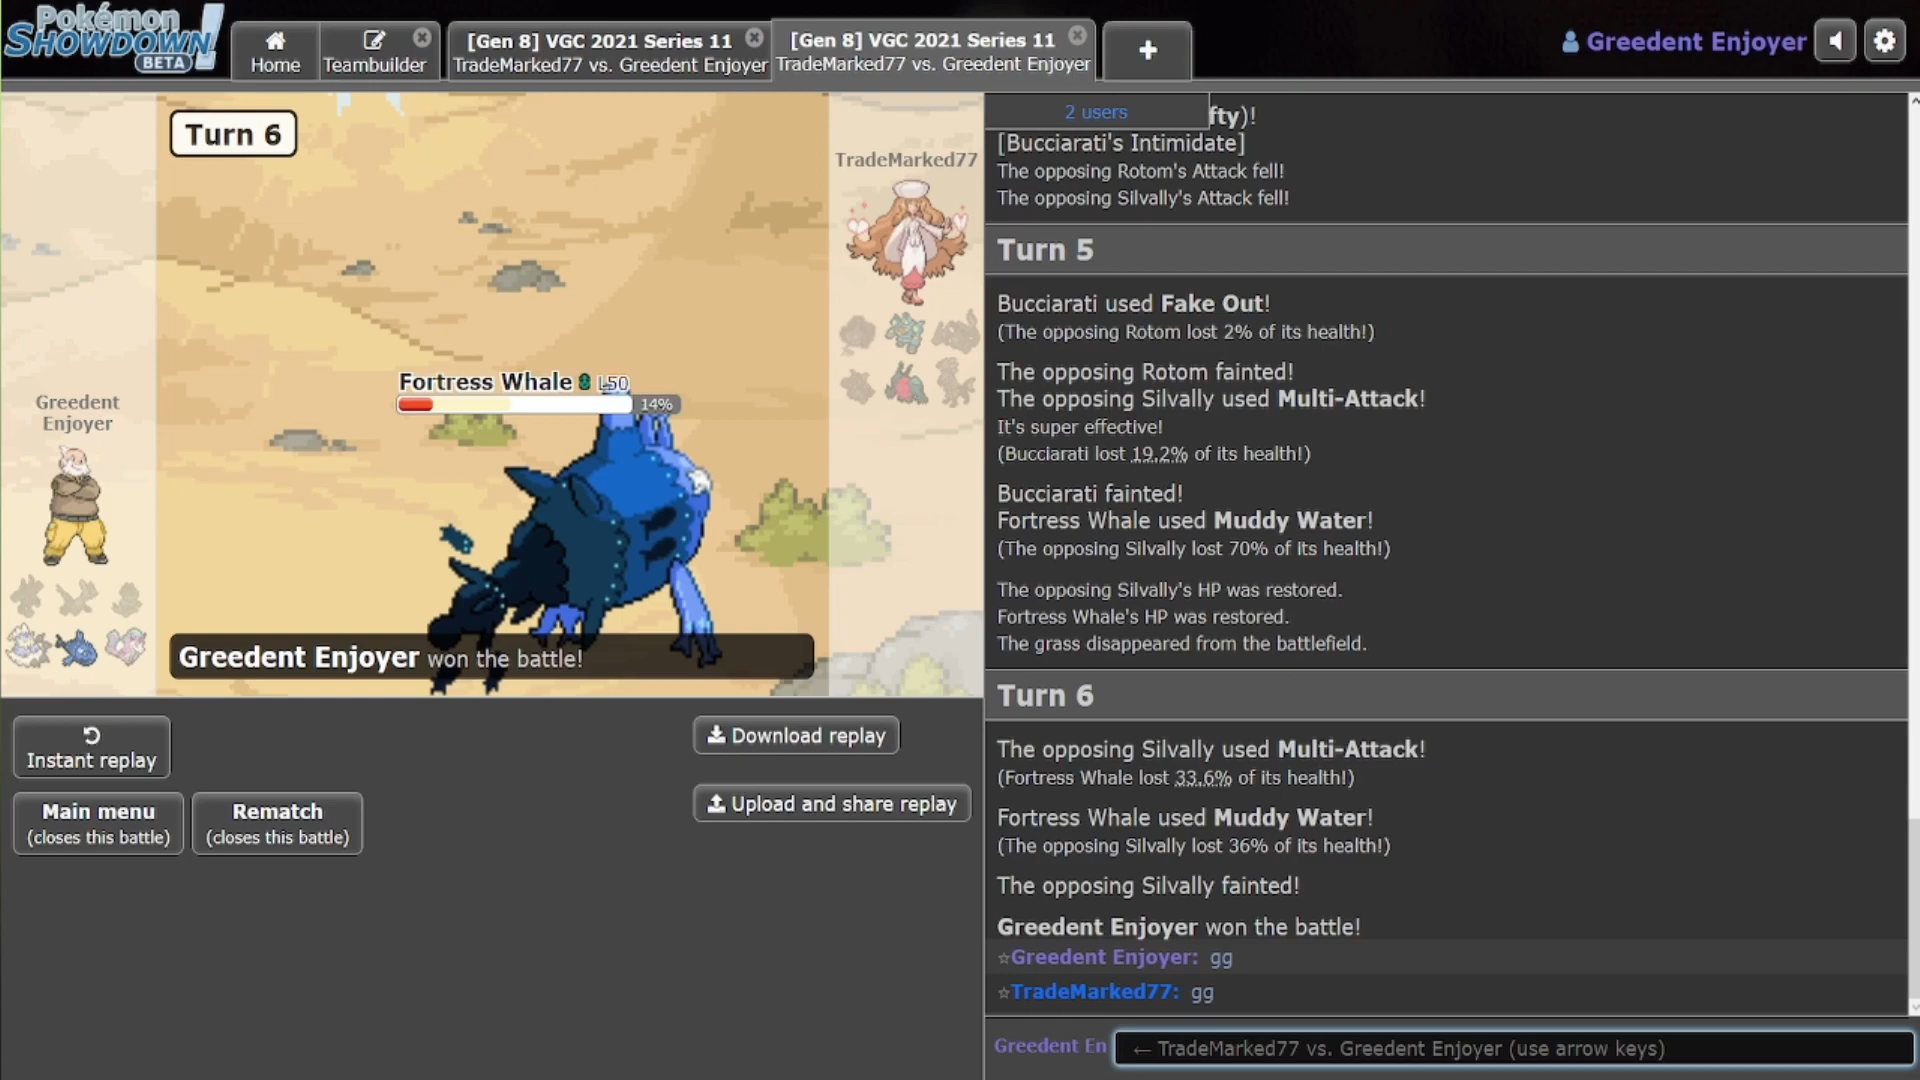 Pokémon
SHOWDOWN!
BETA
Home
Teambuilder
[Gen 8] VGC 2021 Series 11
TradeMarked77 vs. Greedent Enjoyer
[Gen 8] VGC 2021 Series 11
TradeMarked77 vs. Greedent Enjoyer
+
Greedent Enjoyer
Turn 6
TradeMarked77
Greedent
Enjoyer
Fortress Whale L50
14%
Greedent Enjoyer won the battle!
Instant replay
Download replay
Upload and share replay
Main menu
(closes this battle)
Rematch
(closes this battle)
2 users
fty)!
[Bucciarati's Intimidate]
The opposing Rotom's Attack fell!
The opposing Silvally's Attack fell!
Turn 5
Bucciarati used Fake Out!
(The opposing Rotom lost 2% of its health!)
The opposing Rotom fainted!
The opposing Silvally used Multi-Attack!
It's super effective!
(Bucciarati lost 19.2% of its health!)
Bucciarati fainted!
Fortress Whale used Muddy Water!
(The opposing Silvally lost 70% of its health!)
The opposing Silvally's HP was restored.
Fortress Whale's HP was restored.
The grass disappeared from the battlefield.
Turn 6
The opposing Silvally used Multi-Attack!
(Fortress Whale lost 33.6% of its health!)
Fortress Whale used Muddy Water!
(The opposing Silvally lost 36% of its health!)
The opposing Silvally fainted!
Greedent Enjoyer won the battle!
☆Greedent Enjoyer: gg
☆TradeMarked77: gg
Greedent En
← TradeMarked77 vs. Greedent Enjoyer (use arrow keys)